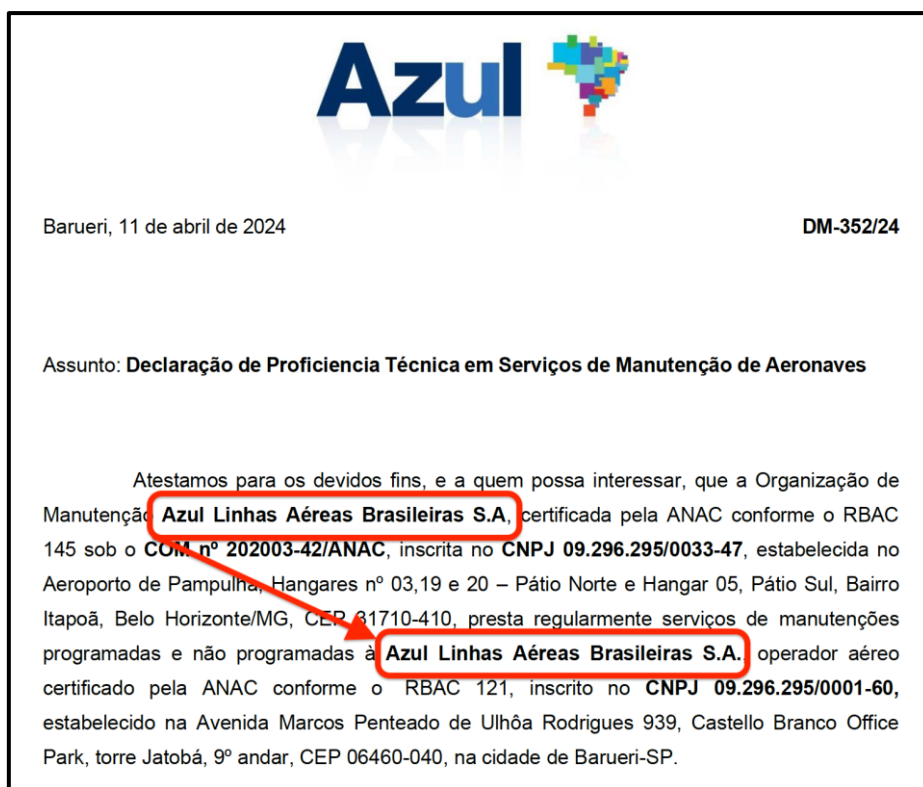 Azul
Barueri, 11 de abril de 2024 DM-352/24
Assunto: Declaração de Proficiencia Técnica em Serviços de Manutenção de Aeronaves
Atestamos para os devidos fins, e a quem possa interessar, que a Organização de
Manutenção Azul Linhas Aéreas Brasileiras S.A, certificada pela ANAC conforme o RBAC
145 sob o COM nº 202003-42/ANAC, inscrita no CNPJ 09.296.295/0033-47, estabelecida no
Aeroporto de Pampulha, Hangares nº 03,19 e 20 – Pátio Norte e Hangar 05, Pátio Sul, Bairro
Itapoã, Belo Horizonte/MG, CEP 31710-410, presta regularmente serviços de manutenções
programadas e não programadas à Azul Linhas Aéreas Brasileiras S.A., operador aéreo
certificado pela ANAC conforme o RBAC 121, inscrito no CNPJ 09.296.295/0001-60,
estabelecido na Avenida Marcos Penteado de Ulhôa Rodrigues 939, Castello Branco Office
Park, torre Jatobá, 9º andar, CEP 06460-040, na cidade de Barueri-SP.